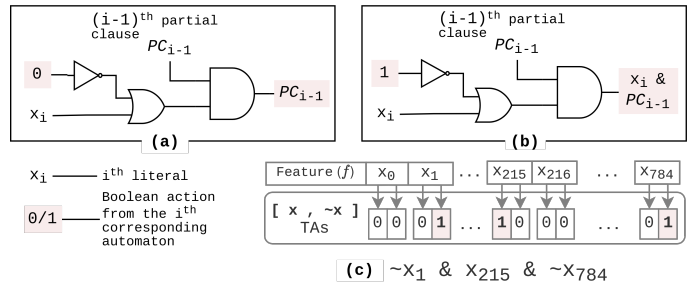 (i-1)th partial
clause
PCi-1
0
xi
PCi-1
(a)
(i-1)th partial
clause
PCi-1
1
xi
xi &
PCi-1
(b)
xi ith literal
0/1
Boolean action
from the ith
corresponding
automaton
Feature (f) x0 x1 ... x215 x216 ... x784
[ x , ~x ]
TAs
0 0 0 1 ... 1 0 0 0 ... 0 1
(c) ~x1 & x215 & ~x784